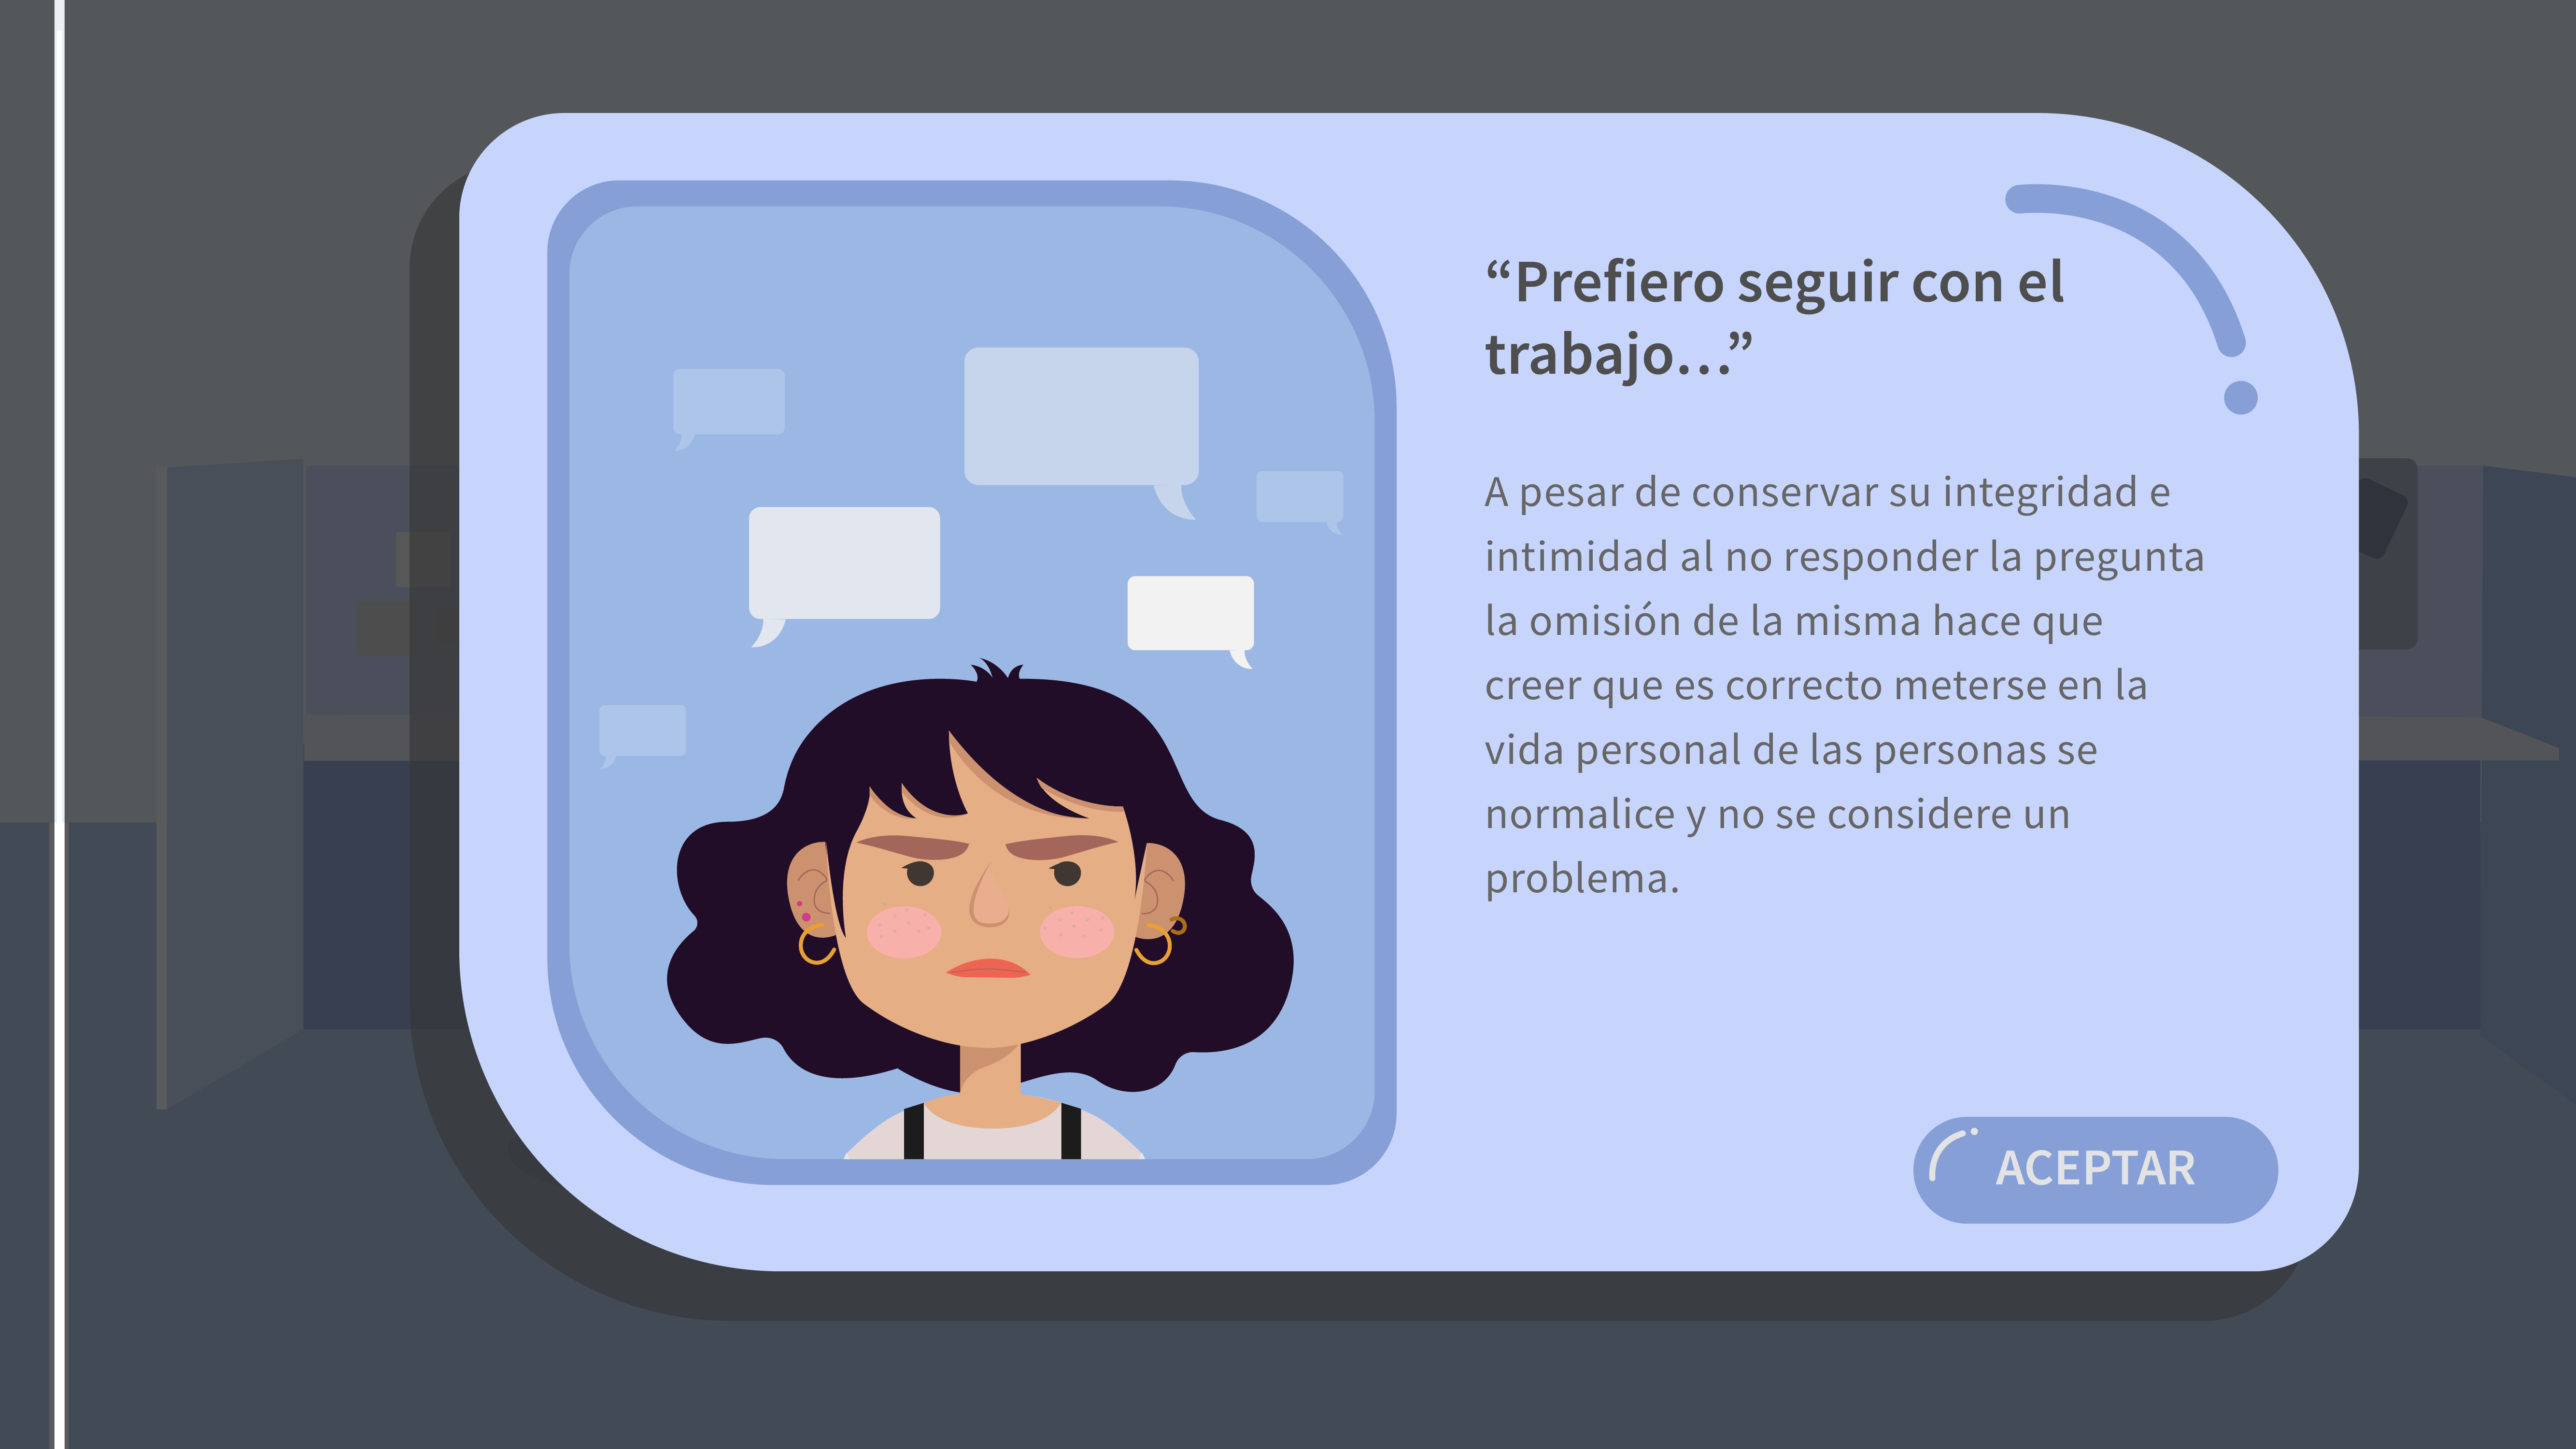 “Prefiero seguir con el
trabajo...”
A pesar de conservar su integridad e
intimidad al no responder la pregunta
la omisión de la misma hace que
creer que es correcto meterse en la
vida personal de las personas se
normalice y no se considere un
problema.
ACEPTAR